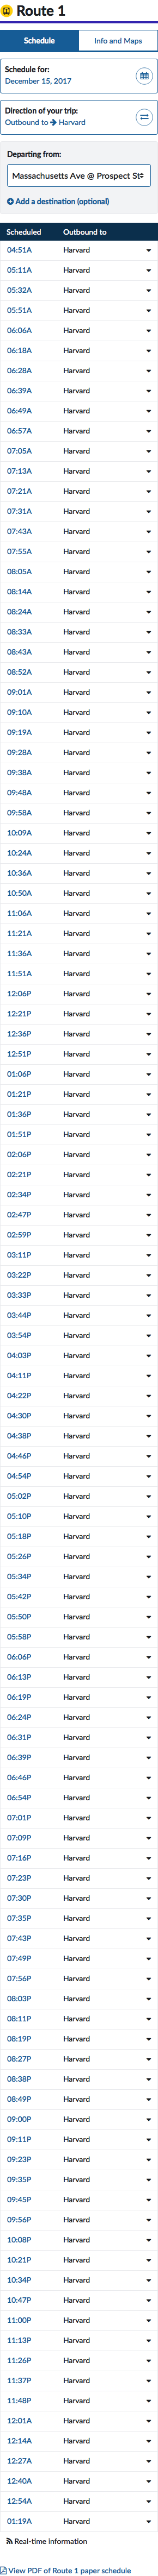 Route 1
Schedule Info and Maps
Schedule for:
December 15, 2017
Direction of your trip:
Outbound to → Harvard
Departing from:
Massachusetts Ave @ Prospect St
Add a destination (optional)
Scheduled Outbound to
04:51A Harvard
05:11A Harvard
05:32A Harvard
05:51A Harvard
06:06A Harvard
06:18A Harvard
06:28A Harvard
06:39A Harvard
06:49A Harvard
06:57A Harvard
07:05A Harvard
07:13A Harvard
07:21A Harvard
07:31A Harvard
07:43A Harvard
07:55A Harvard
08:05A Harvard
08:14A Harvard
08:24A Harvard
08:33A Harvard
08:43A Harvard
08:52A Harvard
09:01A Harvard
09:10A Harvard
09:19A Harvard
09:28A Harvard
09:38A Harvard
09:48A Harvard
09:58A Harvard
10:09A Harvard
10:24A Harvard
10:36A Harvard
10:50A Harvard
11:06A Harvard
11:21A Harvard
11:36A Harvard
11:51A Harvard
12:06P Harvard
12:21P Harvard
12:36P Harvard
12:51P Harvard
01:06P Harvard
01:21P Harvard
01:36P Harvard
01:51P Harvard
02:06P Harvard
02:21P Harvard
02:34P Harvard
02:47P Harvard
02:59P Harvard
03:11P Harvard
03:22P Harvard
03:33P Harvard
03:44P Harvard
03:54P Harvard
04:03P Harvard
04:11P Harvard
04:22P Harvard
04:30P Harvard
04:38P Harvard
04:46P Harvard
04:54P Harvard
05:02P Harvard
05:10P Harvard
05:18P Harvard
05:26P Harvard
05:34P Harvard
05:42P Harvard
05:50P Harvard
05:58P Harvard
06:06P Harvard
06:13P Harvard
06:19P Harvard
06:24P Harvard
06:31P Harvard
06:39P Harvard
06:46P Harvard
06:54P Harvard
07:01P Harvard
07:09P Harvard
07:16P Harvard
07:23P Harvard
07:30P Harvard
07:35P Harvard
07:43P Harvard
07:49P Harvard
07:56P Harvard
08:03P Harvard
08:11P Harvard
08:19P Harvard
08:27P Harvard
08:38P Harvard
08:49P Harvard
09:00P Harvard
09:11P Harvard
09:23P Harvard
09:35P Harvard
09:45P Harvard
09:56P Harvard
10:08P Harvard
10:21P Harvard
10:34P Harvard
10:47P Harvard
11:00P Harvard
11:13P Harvard
11:26P Harvard
11:37P Harvard
11:48P Harvard
12:01A Harvard
12:14A Harvard
12:27A Harvard
12:40A Harvard
12:54A Harvard
01:19A Harvard
Real-time information
View PDF of Route 1 paper schedule